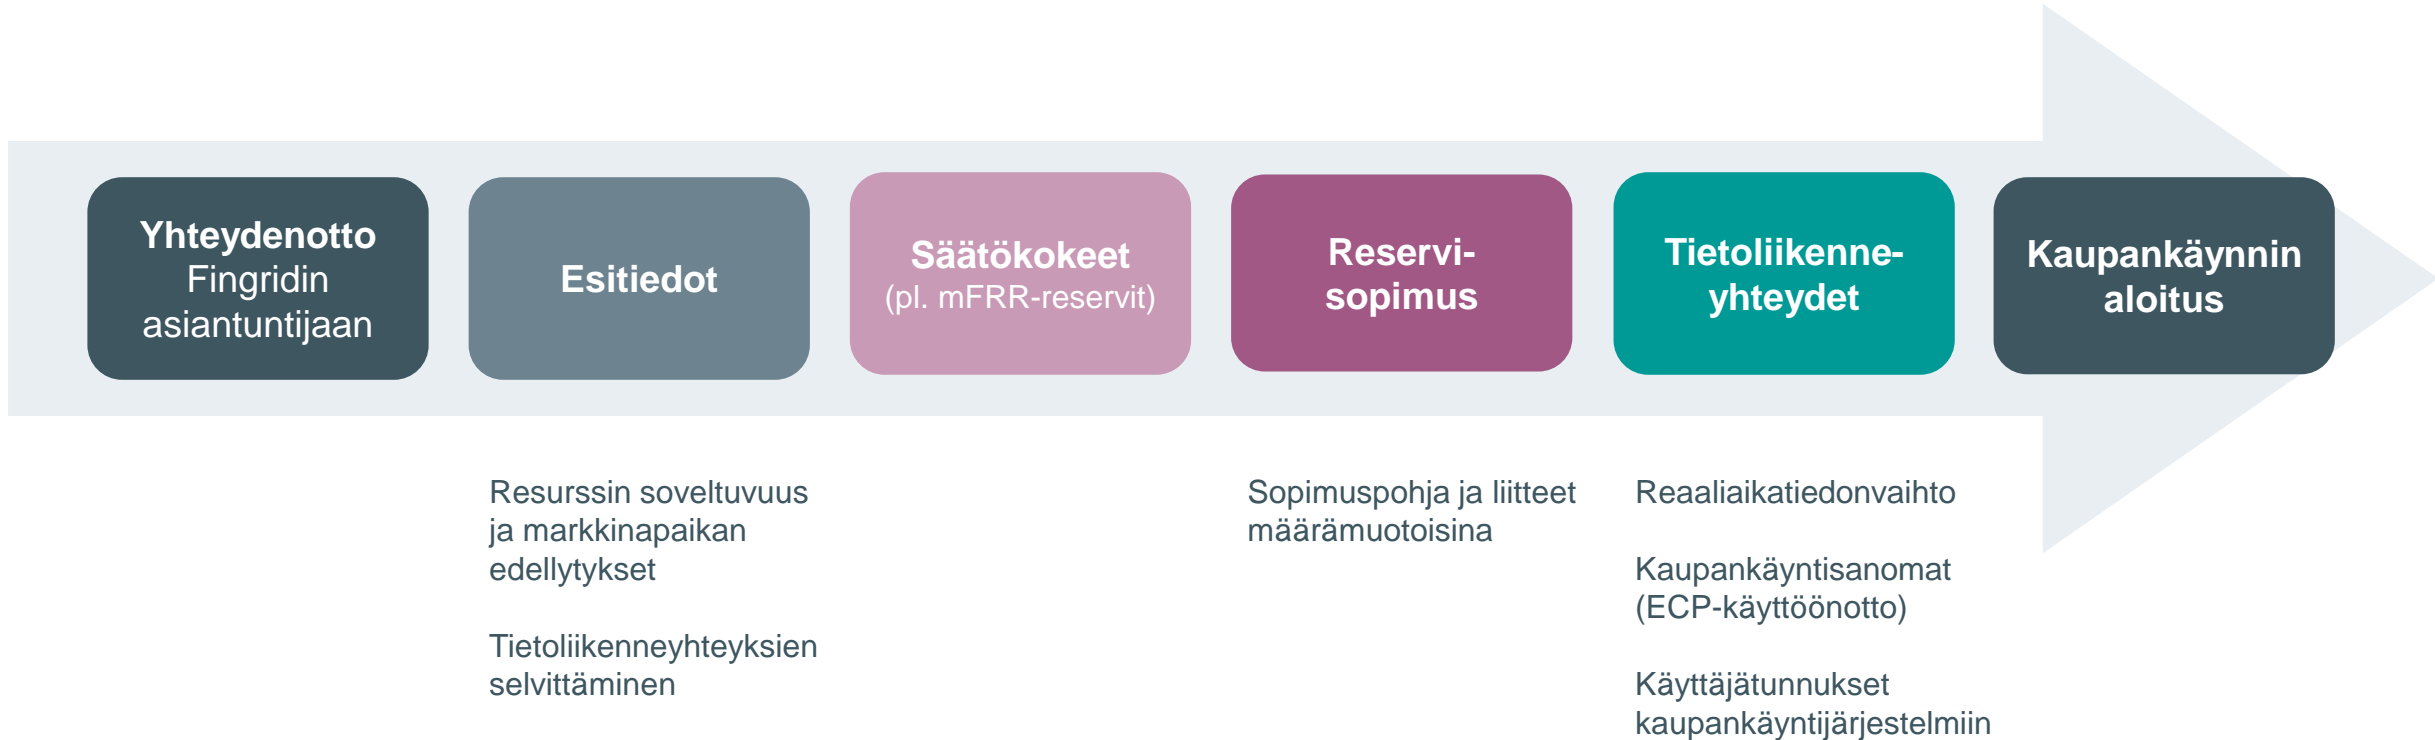 Yhteydenotto
Fingridin
asiantuntijaan
Esitiedot
Säätökokeet
(pl. mFRR-reservit)
Reservi-
sopimus
Tietoliikenne-
yhteydet
Kaupankäynnin
aloitus
Resurssin soveltuvuus
ja markkinapaikan
edellytykset
Tietoliikenneyhteyksien
selvittäminen
Sopimuspohja ja liitteet
määrämuotoisina
Reaaliaikatiedonvaihto
Kaupankäyntisanomat
(ECP-käyttöönotto)
Käyttäjätunnukset
kaupankäyntijärjestelmiin